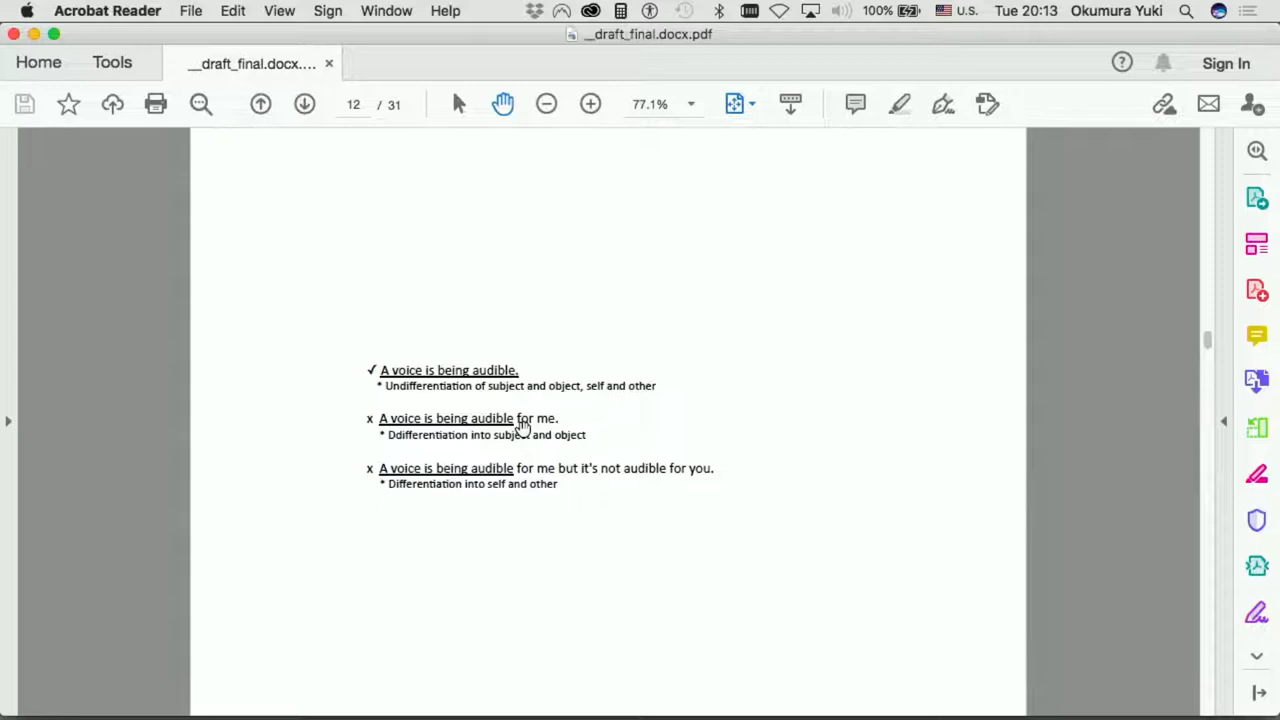 Acrobat Reader File Edit View Sign Window Help 100% U.S. Tue 20:13 Okumura Yuki
__draft_final.docx.pdf
Home Tools __draft_final.docx.... × Sign In
12 / 31 77.1%
✓ A voice is being audible.
* Undifferentiation of subject and object, self and other
x A voice is being audible for me.
* Ddifferentiation into subject and object
x A voice is being audible for me but it's not audible for you.
* Differentiation into self and other